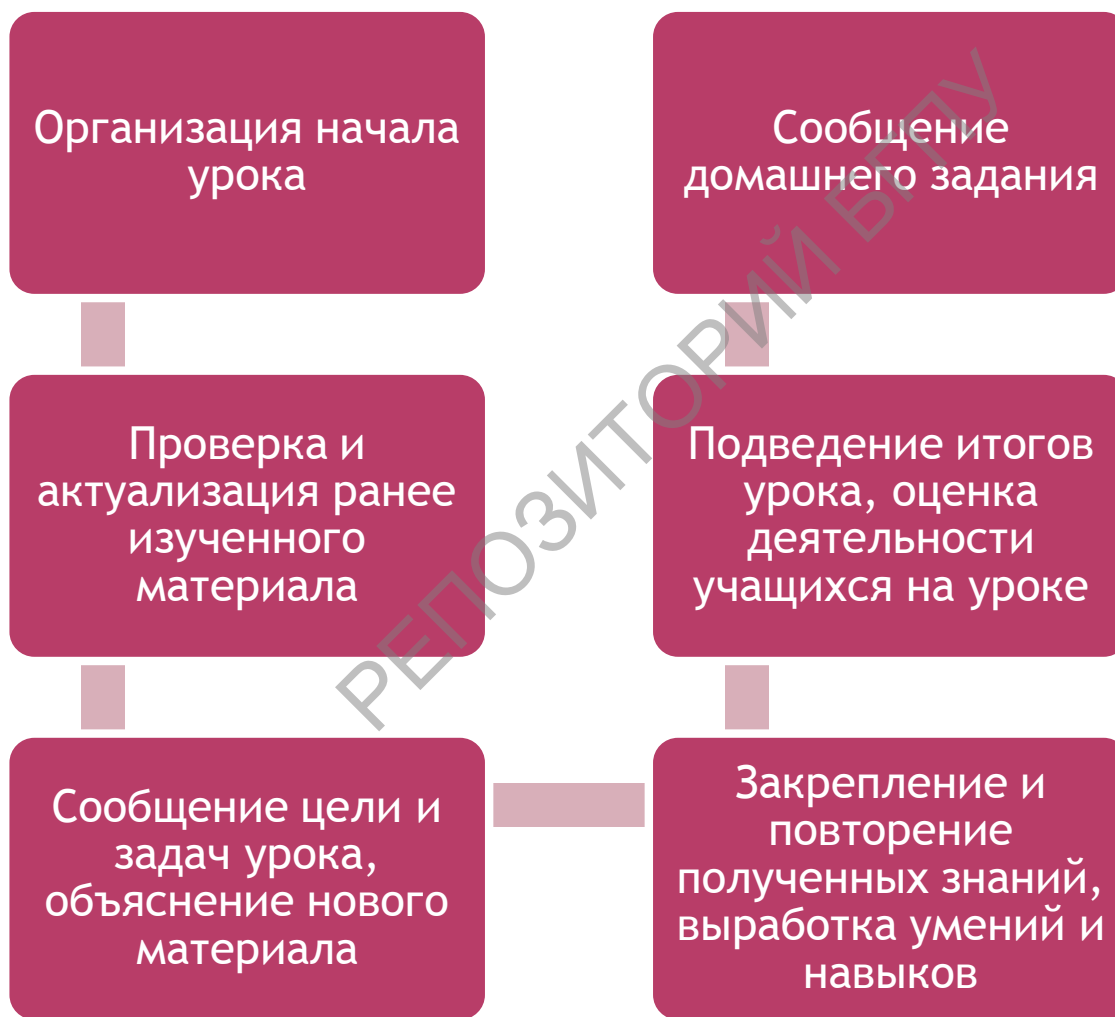 Организация начала
урока
Проверка и
актуализация ранее
изученного
материала
Сообщение цели и
задач урока,
объяснение нового
материала
Закрепление и
повторение
полученных знаний,
выработка умений и
навыков
Подведение итогов
урока, оценка
деятельности
учащихся на уроке
Сообщение
домашнего задания
РЕПОЗИТОРИЙ БГПУ